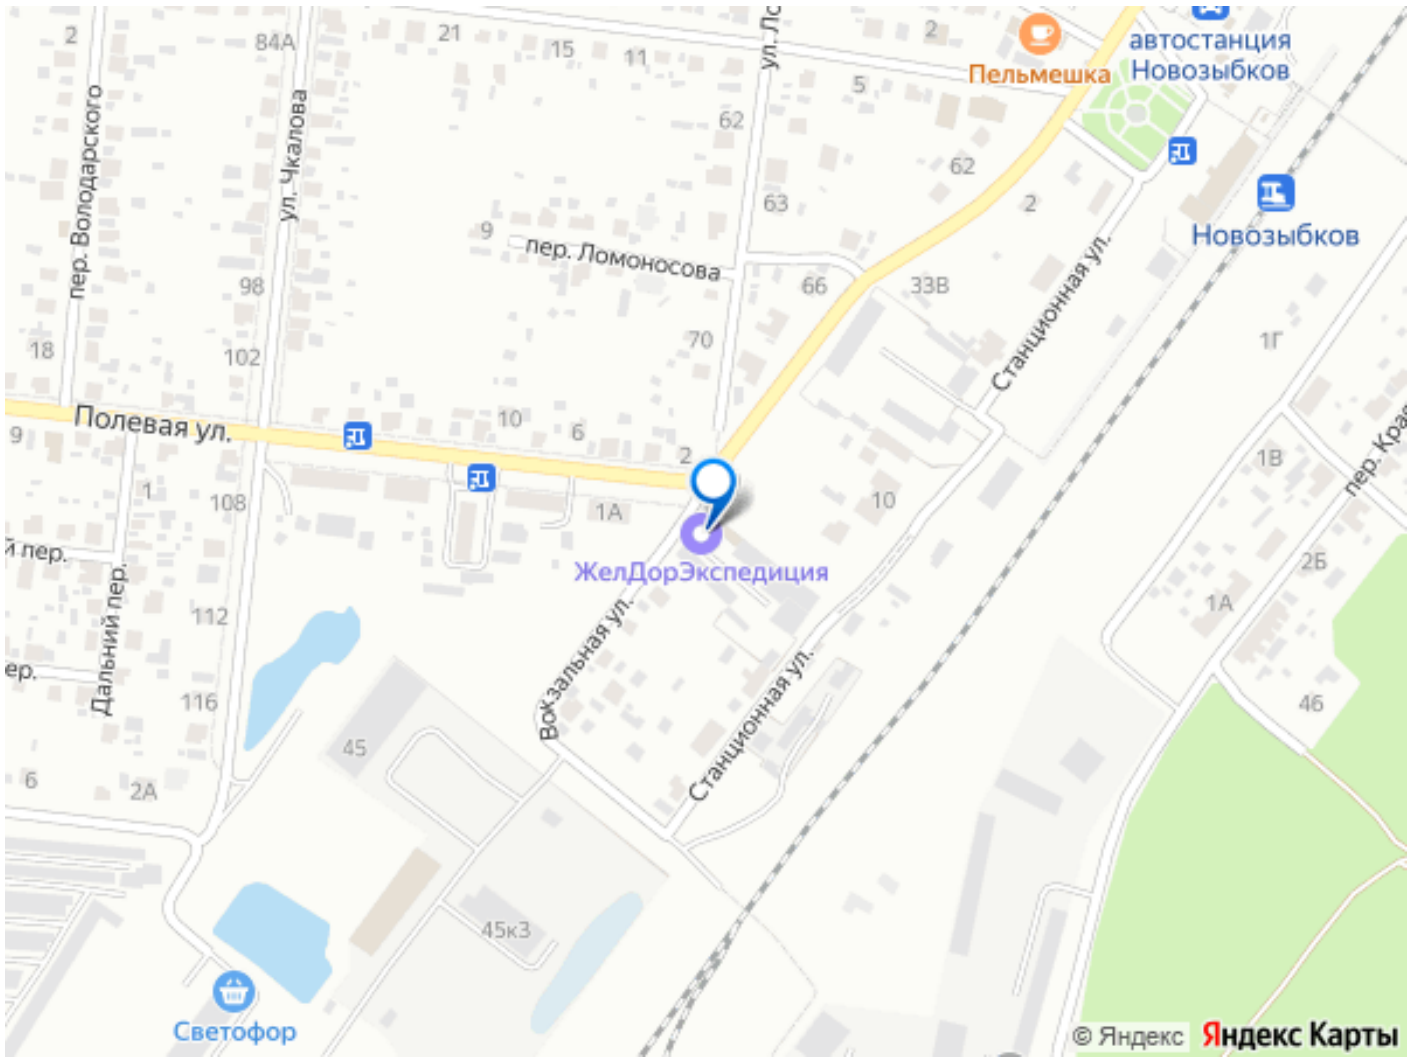 2
84А
21
15
11
ул. Ло
2
автостанция
Новозыбков
Пельмешка
5
пер. Володарского
ул. Чкалова
62
62
63
2
9
пер. Ломоносова
Новозыбков
98
66
33В
Станционная ул.
18
102
70
1Г
Полевая ул.
9
10
6
2
1В
пер. Крас
1
108
1А
10
й пер.
ЖелДорЭкспедиция
2Б
1А
Дальний пер.
112
Вокзальная ул.
ер.
116
45
Станционная ул.
46
6
2А
45к3
Светофор
© Яндекс
Яндекс Карты